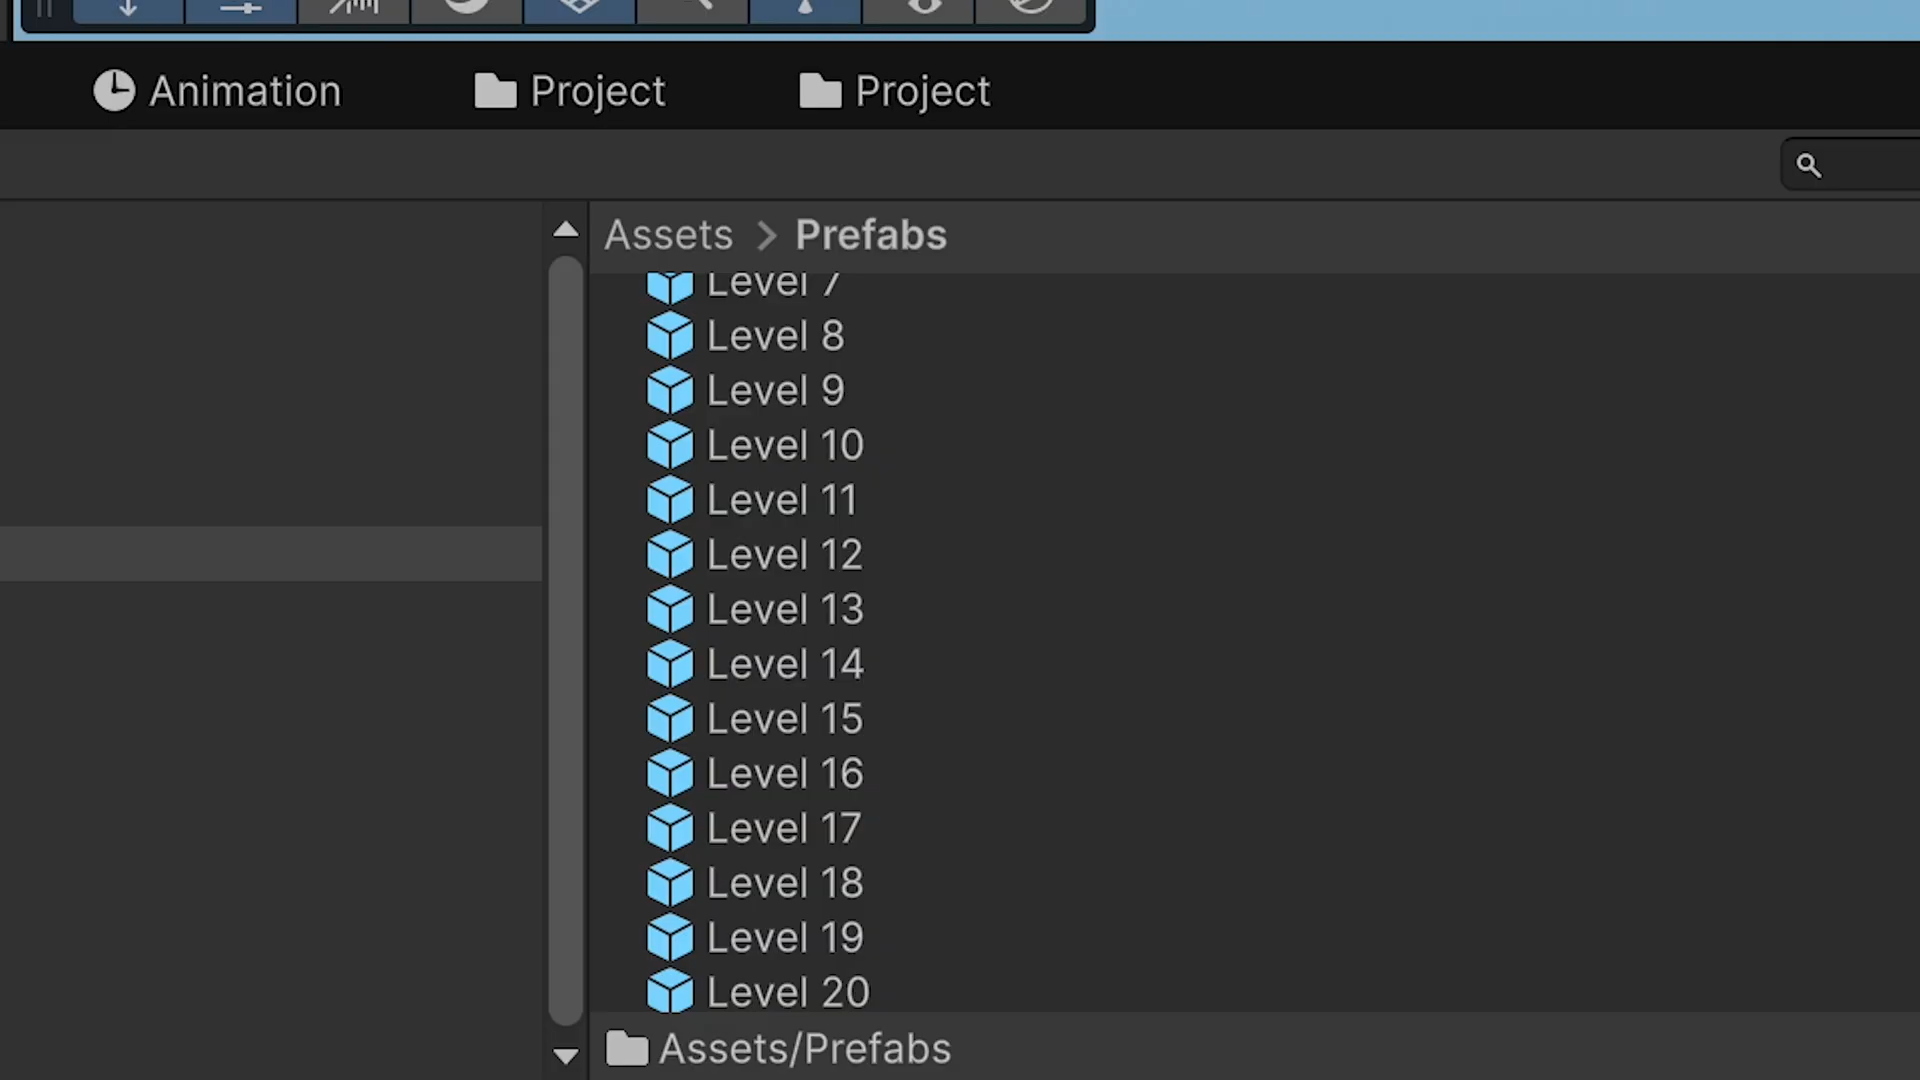 Animation Project Project
Assets > Prefabs
Level 7
Level 8
Level 9
Level 10
Level 11
Level 12
Level 13
Level 14
Level 15
Level 16
Level 17
Level 18
Level 19
Level 20
Assets/Prefabs